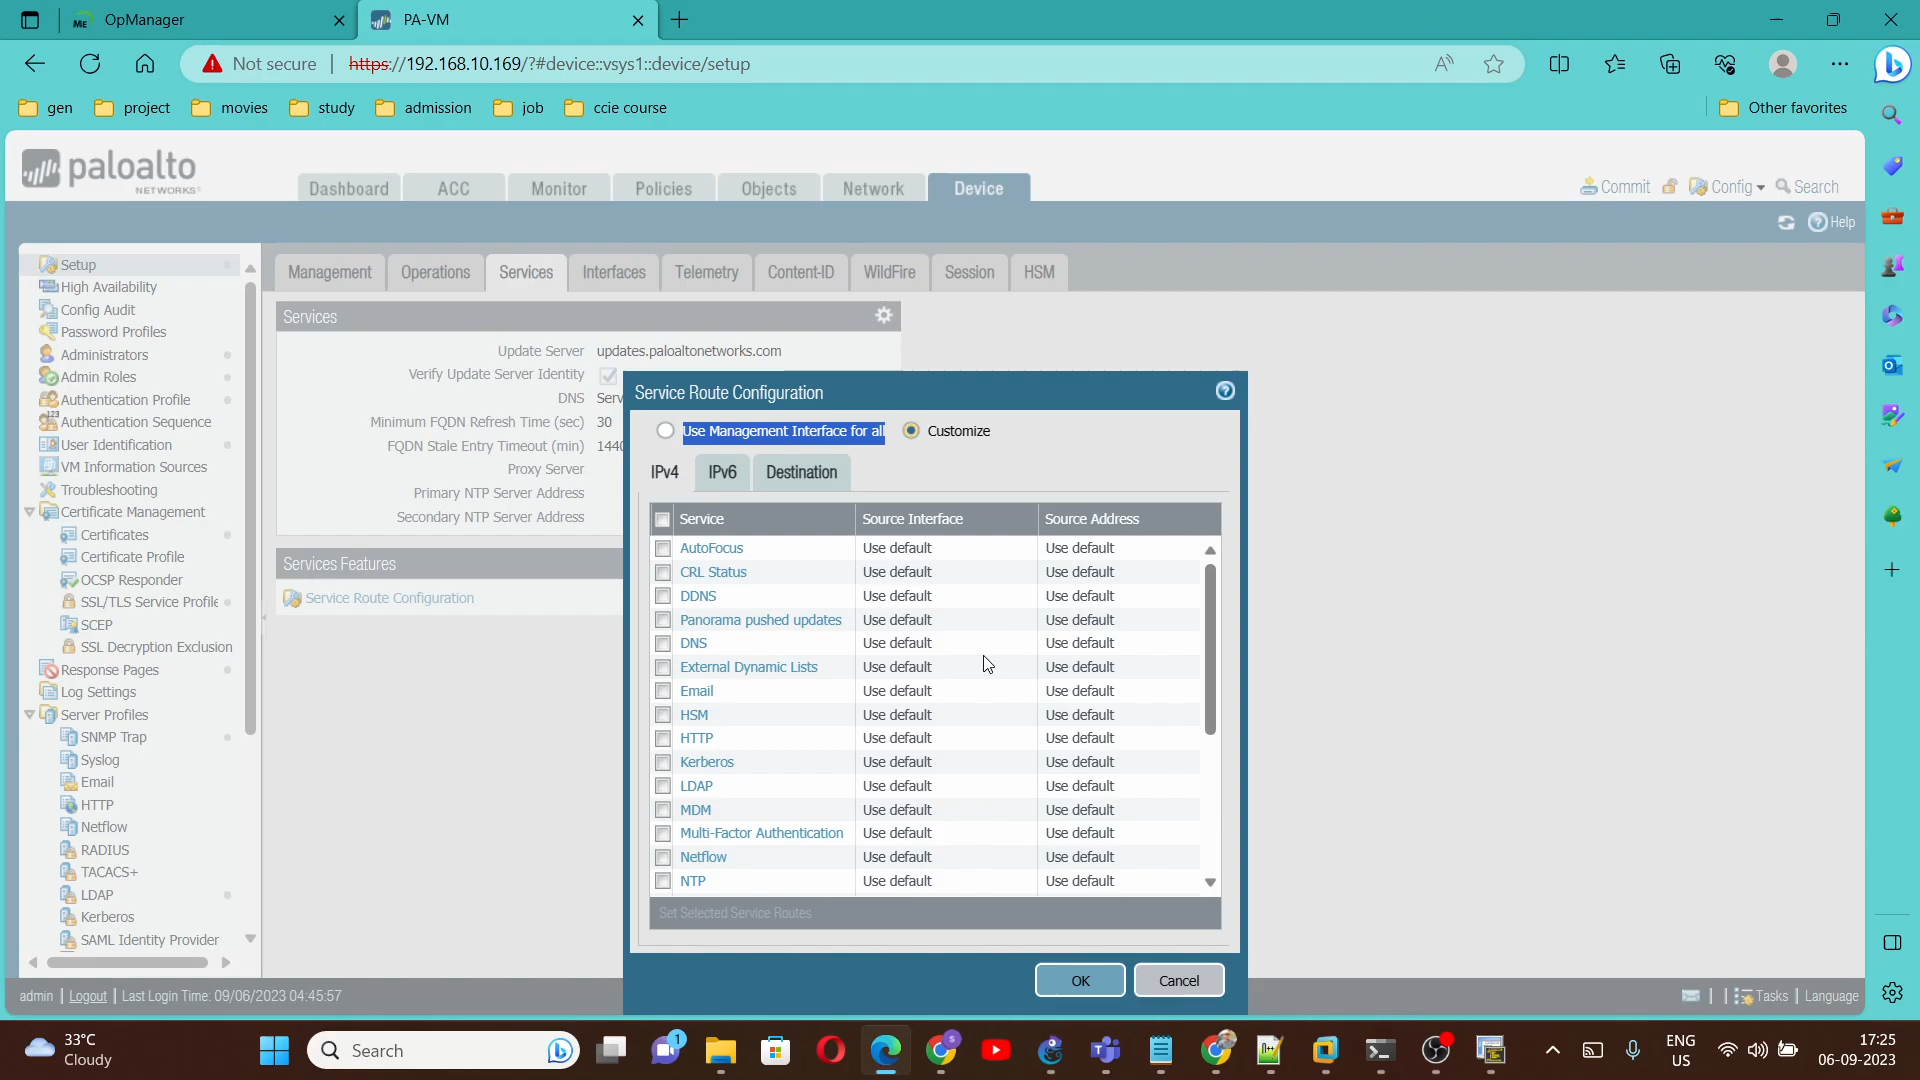 OpManager
PA-VM
Not secure
https://192.168.10.169/?#device::vsys1::device/setup
gen
project
movies
study
admission
job
ccie course
Other favorites
paloalto
NETWORKS
Dashboard
ACC
Monitor
Policies
Objects
Network
Device
Commit
Config
Search
Help
Setup
High Availability
Config Audit
Password Profiles
Administrators
Admin Roles
Authentication Profile
Authentication Sequence
User Identification
VM Information Sources
Troubleshooting
Certificate Management
Certificates
Certificate Profile
OCSP Responder
SSL/TLS Service Profile
SCEP
SSL Decryption Exclusion
Response Pages
Log Settings
Server Profiles
SNMP Trap
Syslog
Email
HTTP
Netflow
RADIUS
TACACS+
LDAP
Kerberos
SAML Identity Provider
Management
Operations
Services
Interfaces
Telemetry
Content-ID
WildFire
Session
HSM
Services
Update Server updates.paloaltonetworks.com
Verify Update Server Identity
DNS Serv
Minimum FQDN Refresh Time (sec) 30
FQDN Stale Entry Timeout (min) 1440
Proxy Server
Primary NTP Server Address
Secondary NTP Server Address
Services Features
Service Route Configuration
Service Route Configuration
Use Management Interface for all
Customize
IPv4
IPv6
Destination
Service Source Interface Source Address
AutoFocus Use default Use default
CRL Status Use default Use default
DDNS Use default Use default
Panorama pushed updates Use default Use default
DNS Use default Use default
External Dynamic Lists Use default Use default
Email Use default Use default
HSM Use default Use default
HTTP Use default Use default
Kerberos Use default Use default
LDAP Use default Use default
MDM Use default Use default
Multi-Factor Authentication Use default Use default
Netflow Use default Use default
NTP Use default Use default
Set Selected Service Routes
OK
Cancel
admin | Logout | Last Login Time: 09/06/2023 04:45:57
Tasks | Language
33°C
Cloudy
Search
1
ENG
US
17:25
06-09-2023